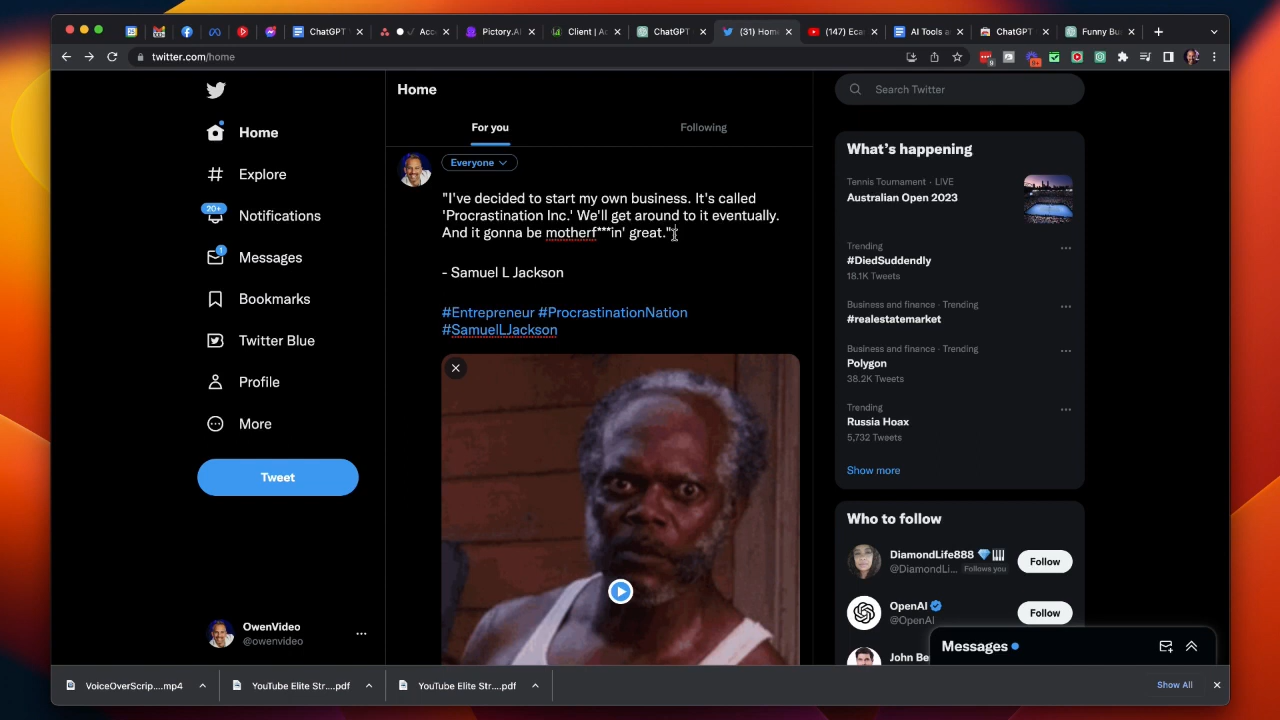 ChatGPT
Acc
Pictory.AI
Client | Ac
ChatGPT
(31) Home
(147) Eca
AI Tools a
ChatGPT
Funny Bu
twitter.com/home
9
8+
Home
Search Twitter
For you
Following
Home
Explore
20+
Notifications
1
Messages
Bookmarks
Twitter Blue
Profile
More
Tweet
OwenVideo
@owenvideo
Everyone
"I've decided to start my own business. It's called
'Procrastination Inc.' We'll get around to it eventually.
And it gonna be motherf***in' great."
- Samuel L Jackson
#Entrepreneur #ProcrastinationNation
#SamuelLJackson
What's happening
Tennis Tournament · LIVE
Australian Open 2023
Trending
#DiedSuddenly
18.1K Tweets
Business and finance · Trending
#realestatemarket
Business and finance · Trending
Polygon
38.2K Tweets
Trending
Russia Hoax
5,732 Tweets
Show more
Who to follow
DiamondLife888
@DiamondLi... Follows you
Follow
OpenAI
@OpenAI
Follow
John Be
Messages
VoiceOverScrip....mp4
YouTube Elite Str....pdf
YouTube Elite Str....pdf
Show All